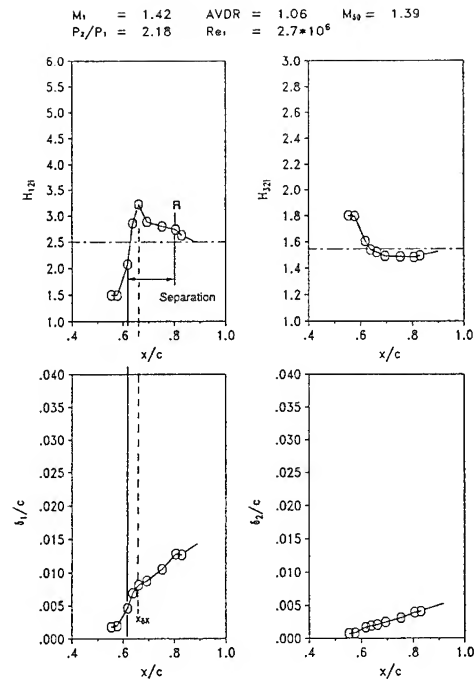 M₁ = 1.42 AVDR = 1.06 M_SQ = 1.39
P₂/P₁ = 2.18 Re₁ = 2.7*10⁶
6.0
5.5
5.0
4.5
4.0
3.5
3.0
2.5
2.0
1.5
1.0
H₁₂ᵢ
R
Separation
.4 .6 .8 1.0
x/c
3.0
2.8
2.6
2.4
2.2
2.0
1.8
1.6
1.4
1.2
1.0
H₃₂ᵢ
.4 .6 .8 1.0
x/c
.040
.035
.030
.025
.020
.015
.010
.005
.000
δ₁/c
.4 .6 .8 1.0
x/c
.040
.035
.030
.025
.020
.015
.010
.005
.000
δ₂/c
.4 .6 .8 1.0
x/c